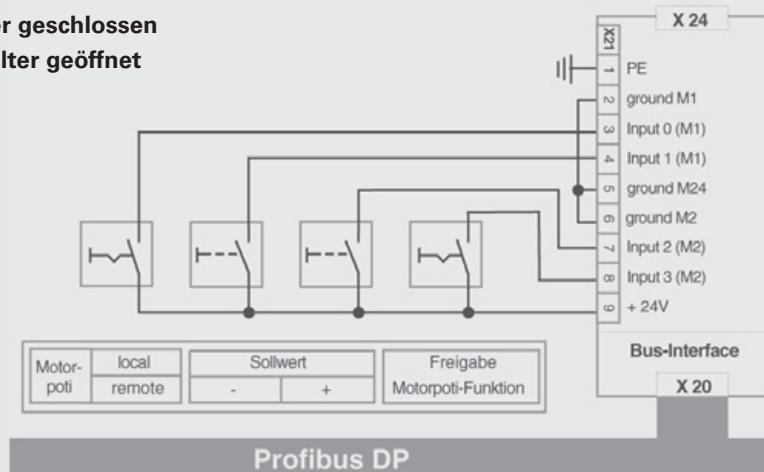 er geschlossen
lter geöffnet
X 24
X21
1 PE
2 ground M1
3 Input 0 (M1)
4 Input 1 (M1)
5 ground M24
6 ground M2
7 Input 2 (M2)
8 Input 3 (M2)
9 + 24V
Bus-Interface
X 20
Motor-
poti
local
remote
Sollwert
- +
Freigabe
Motorpoti-Funktion
Profibus DP